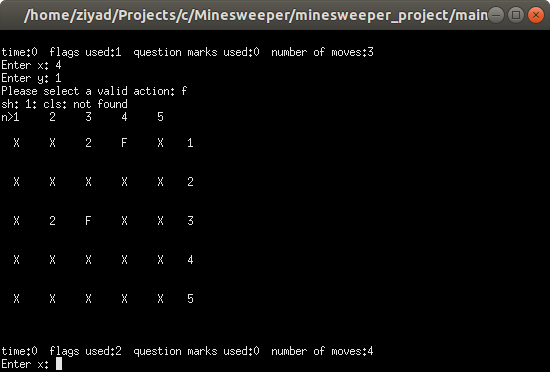 /home/ziyad/Projects/c/Minesweeper/minesweeper_project/main
time:0 flags used:1 question marks used:0 number of moves:3
Enter x: 4
Enter y: 1
Please select a valid action: f
sh: 1: cls: not found
n>1 2 3 4 5
X X 2 F X 1
X X X X X 2
X 2 F X X 3
X X X X X 4
X X X X X 5
time:0 flags used:2 question marks used:0 number of moves:4
Enter x: